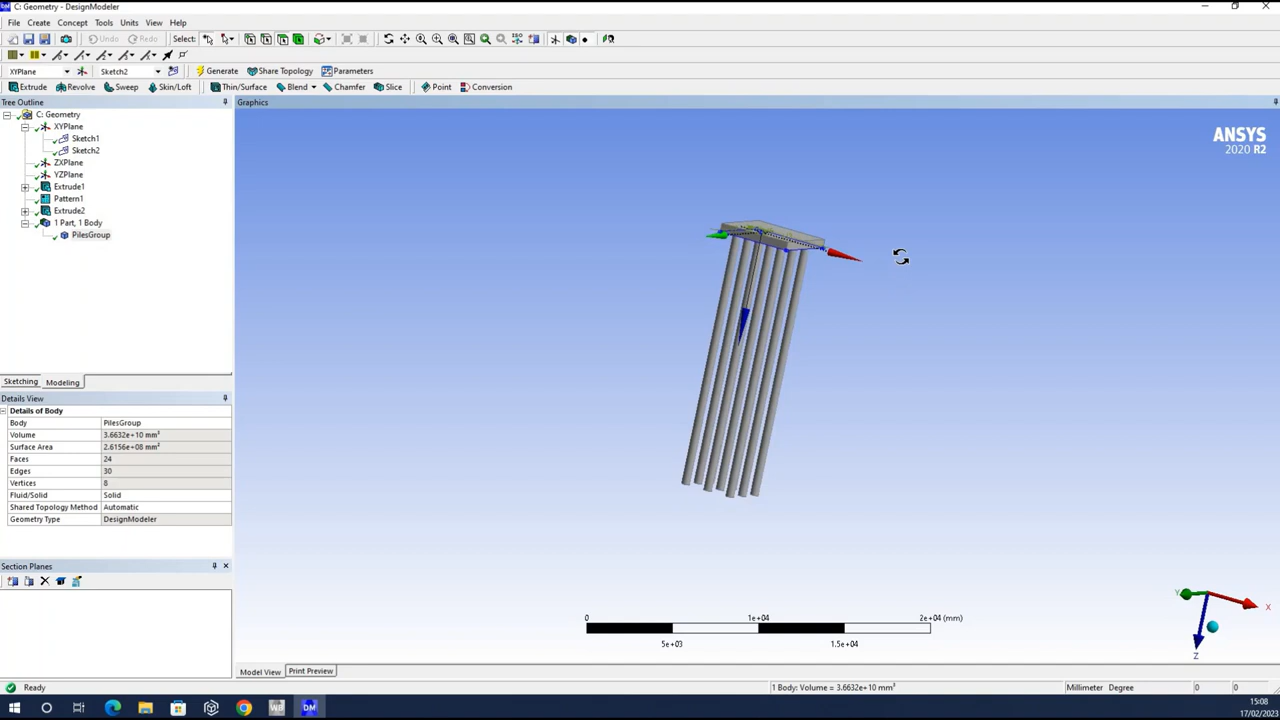 C: Geometry - DesignModeler
File Create Concept Tools Units View Help
Undo Redo Select:
XYPlane Sketch2 Generate Share Topology Parameters
Extrude Revolve Sweep Skin/Loft Thin/Surface Blend Chamfer Slice Point Conversion
Tree Outline
Graphics
C: Geometry
XYPlane
Sketch1
Sketch2
ZXPlane
YZPlane
Extrude1
Pattern1
Extrude2
1 Part, 1 Body
PilesGroup
ANSYS
2020 R2
Sketching Modeling
Details View
Details of Body
Body PilesGroup
Volume 3.6632e+10 mm³
Surface Area 2.6156e+08 mm²
Faces 24
Edges 30
Vertices 8
Fluid/Solid Solid
Shared Topology Method Automatic
Geometry Type DesignModeler
Section Planes
0 1e+04 2e+04 (mm)
5e+03 1.5e+04
Y X
Z
Model View Print Preview
Ready 1 Body: Volume = 3.6632e+10 mm³ Millimeter Degree 0 0
WB DM
15:08
17/02/2023